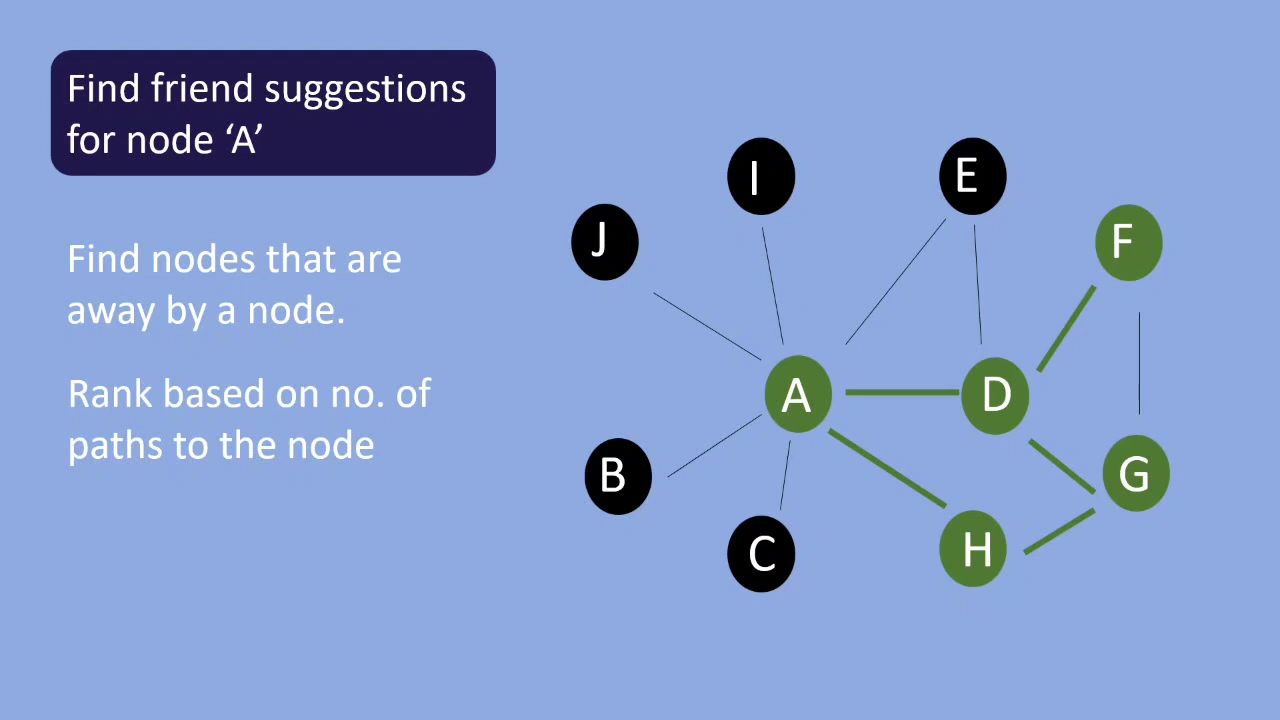 Find friend suggestions
for node ‘A’
Find nodes that are
away by a node.
Rank based on no. of
paths to the node
I
E
J
F
A
D
B
G
C
H